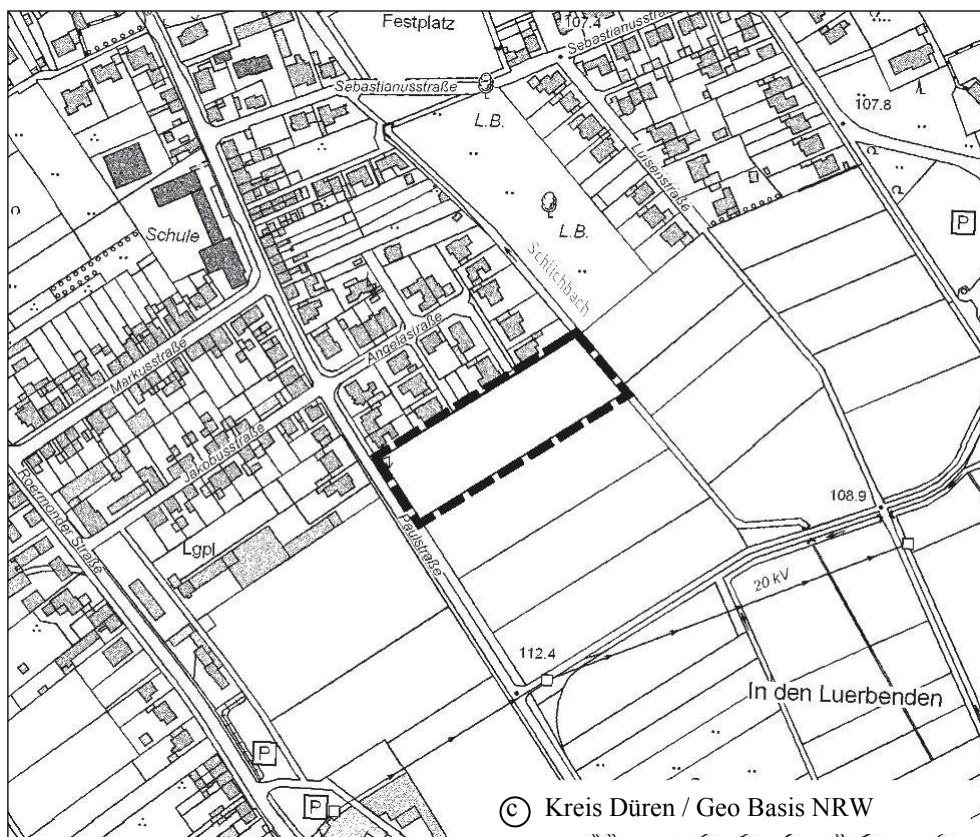 Festplatz
107.4
Sebastianusstraße
Sebastianusstraße
L.B.
107.8
Luisenstraße
P
L.B.
Schule
Schlichbach
Angelastraße
Markusstraße
Jakobusstraße
Roermonder Straße
108.9
Lgpl
Paulstraße
20 kV
112.4
In den Luerbenden
P
P
© Kreis Düren / Geo Basis NRW